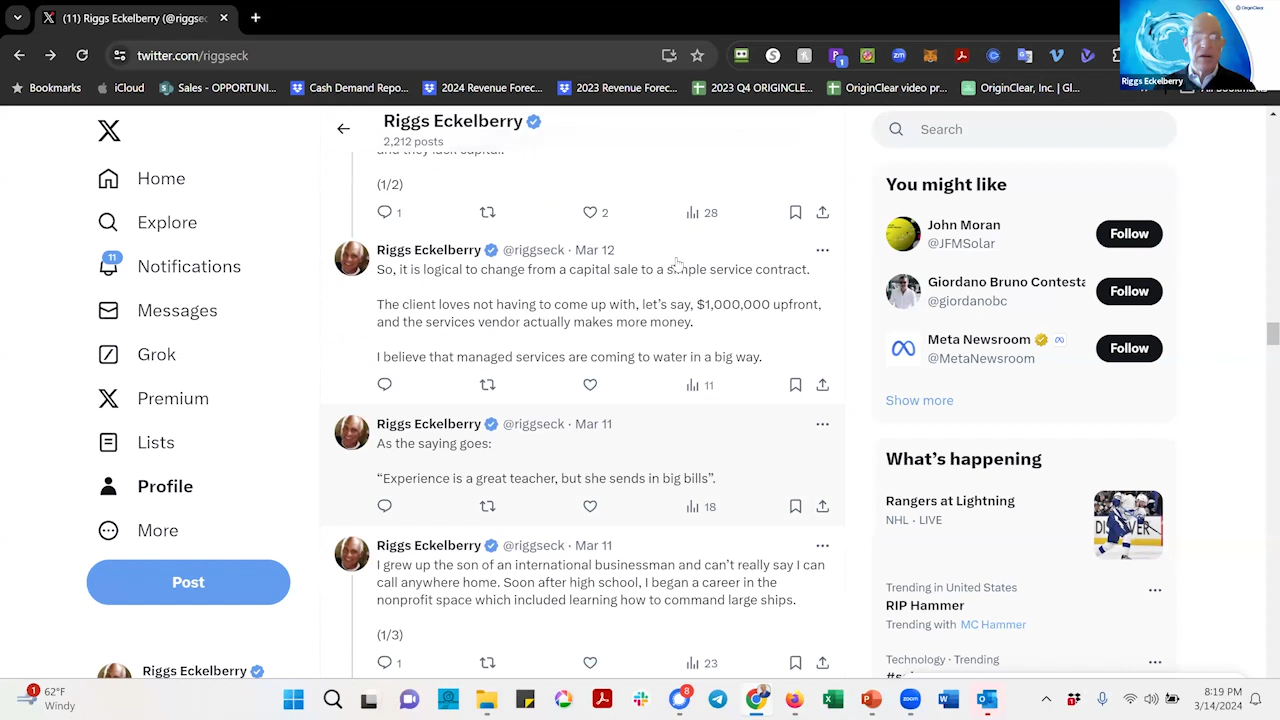 (11) Riggs Eckelberry (@riggse
OriginClear
twitter.com/riggseck
1
Riggs Eckelberry
Bookmarks
iCloud
Sales - OPPORTUNI...
Cash Demand Repo...
2023 Revenue Forec...
2023 Q4 ORIGINCLE...
OriginClear video fly...
OriginClear, Inc. | Gl...
Home
Explore
11
Notifications
Messages
Grok
Premium
Lists
Profile
More
Post
Riggs Eckelberry
Riggs Eckelberry
2,212 posts
and they lack capital.
(1/2)
1
2
28
Riggs Eckelberry @riggseck · Mar 12
So, it is logical to change from a capital sale to a simple service contract.
The client loves not having to come up with, let's say, $1,000,000 upfront,
and the services vendor actually makes more money.
I believe that managed services are coming to water in a big way.
11
Riggs Eckelberry @riggseck · Mar 11
As the saying goes:
“Experience is a great teacher, but she sends in big bills”.
18
Riggs Eckelberry @riggseck · Mar 11
I grew up the son of an international businessman and can't really say I can
call anywhere home. Soon after high school, I began a career in the
nonprofit space which included learning how to command large ships.
(1/3)
1
23
Search
You might like
John Moran
@JFMSolar
Follow
Giordano Bruno Contesta
@giordanobc
Follow
Meta Newsroom
@MetaNewsroom
Follow
Show more
What's happening
Rangers at Lightning
NHL · LIVE
Trending in United States
RIP Hammer
Trending with MC Hammer
Technology · Trending
1
62°F
Windy
8
zoom
8:19 PM
3/14/2024